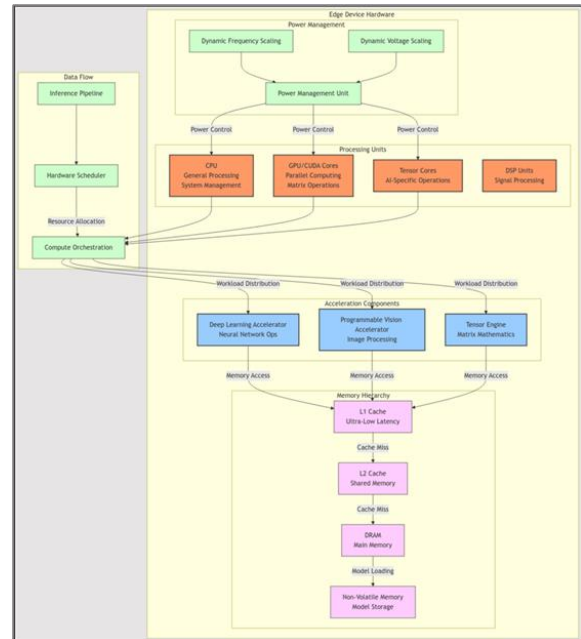 Edge Device Hardware
Power Management
Dynamic Frequency Scaling
Dynamic Voltage Scaling
Power Management Unit
Data Flow
Inference Pipeline
Hardware Scheduler
Resource Allocation
Compute Orchestration
Power Control
Power Control
Power Control
Processing Units
CPU
General Processing
System Management
GPU/CUDA Cores
Parallel Computing
Matrix Operations
Tensor Cores
AI-Specific Operations
DSP Units
Signal Processing
Workload Distribution
Workload Distribution
Workload Distribution
Acceleration Components
Deep Learning Accelerator
Neural Network Ops
Programmable Vision
Accelerator
Image Processing
Tensor Engine
Matrix Mathematics
Memory Access
Memory Access
Memory Access
Memory Hierarchy
L1 Cache
Ultra-Low Latency
Cache Miss
L2 Cache
Shared Memory
Cache Miss
DRAM
Main Memory
Model Loading
Non-Volatile Memory
Model Storage